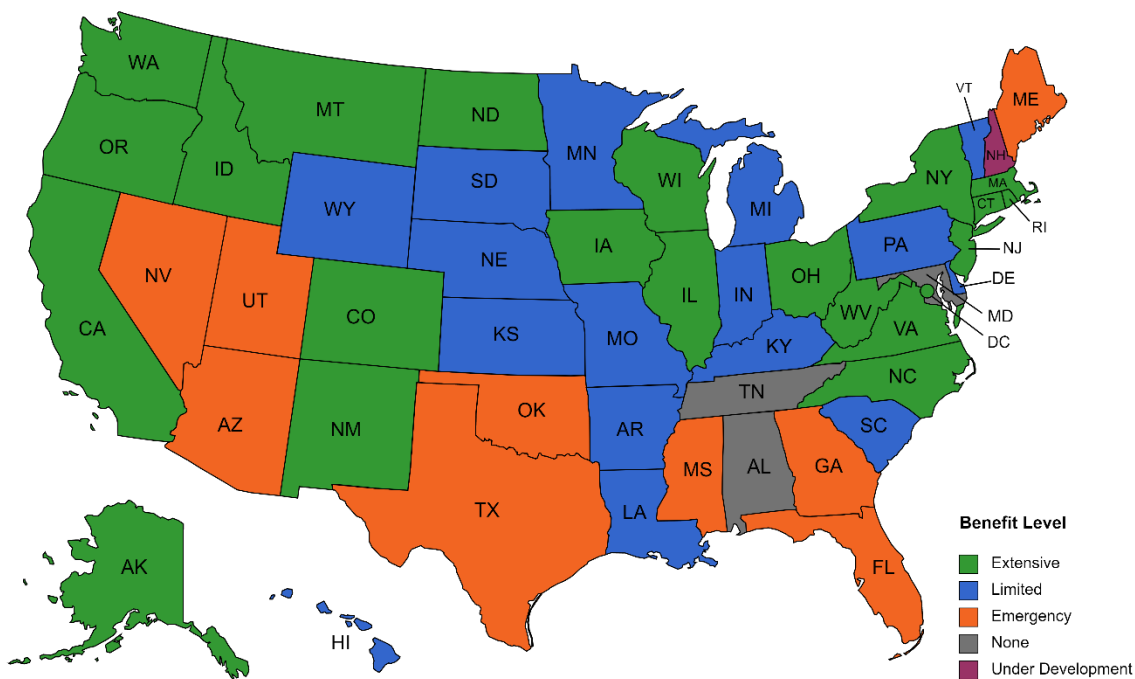 WA
MT
ND
MN
VT
ME
OR
ID
SD
WI
MI
NY
NH
MA
CT
RI
WY
NE
IA
PA
NJ
NV
UT
CO
KS
MO
IL
IN
OH
WV
VA
DE
MD
DC
CA
KY
NC
AZ
NM
OK
AR
TN
SC
TX
LA
MS
AL
GA
FL
AK
HI
Benefit Level
Extensive
Limited
Emergency
None
Under Development